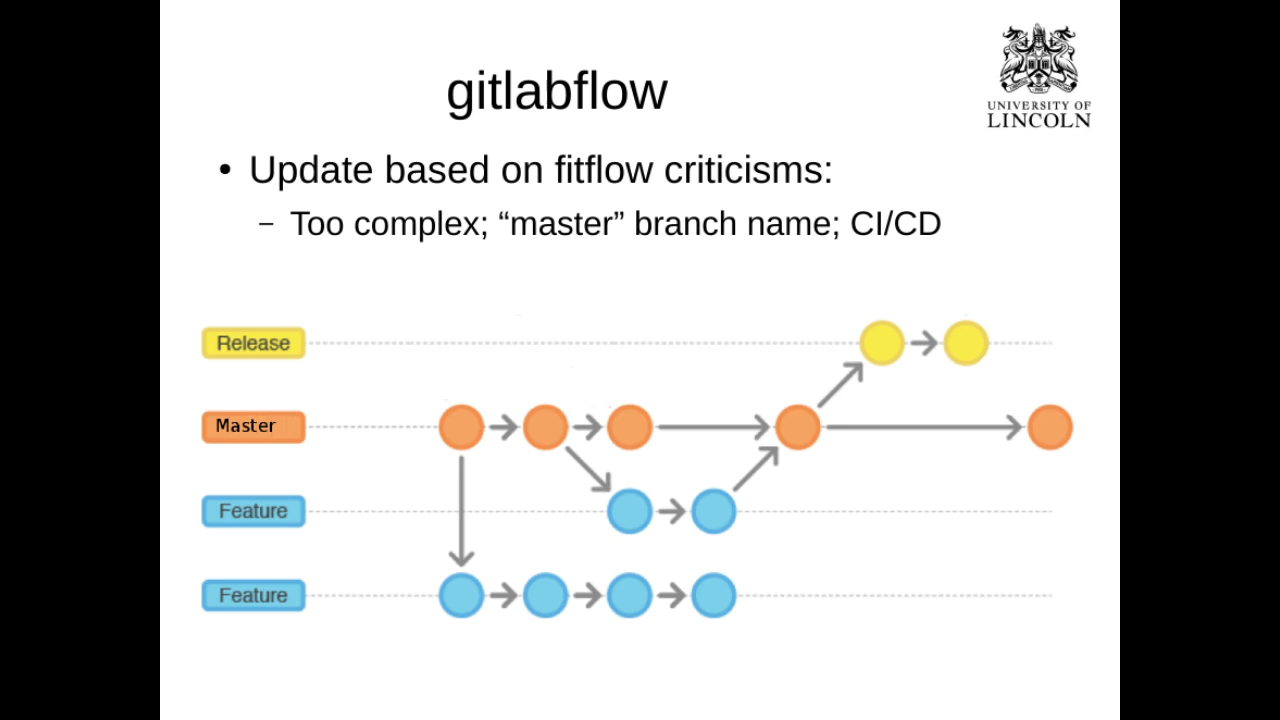 UNIVERSITY OF
LINCOLN
gitlabflow
• Update based on fitflow criticisms:
– Too complex; “master” branch name; CI/CD
Release
Master
Feature
Feature